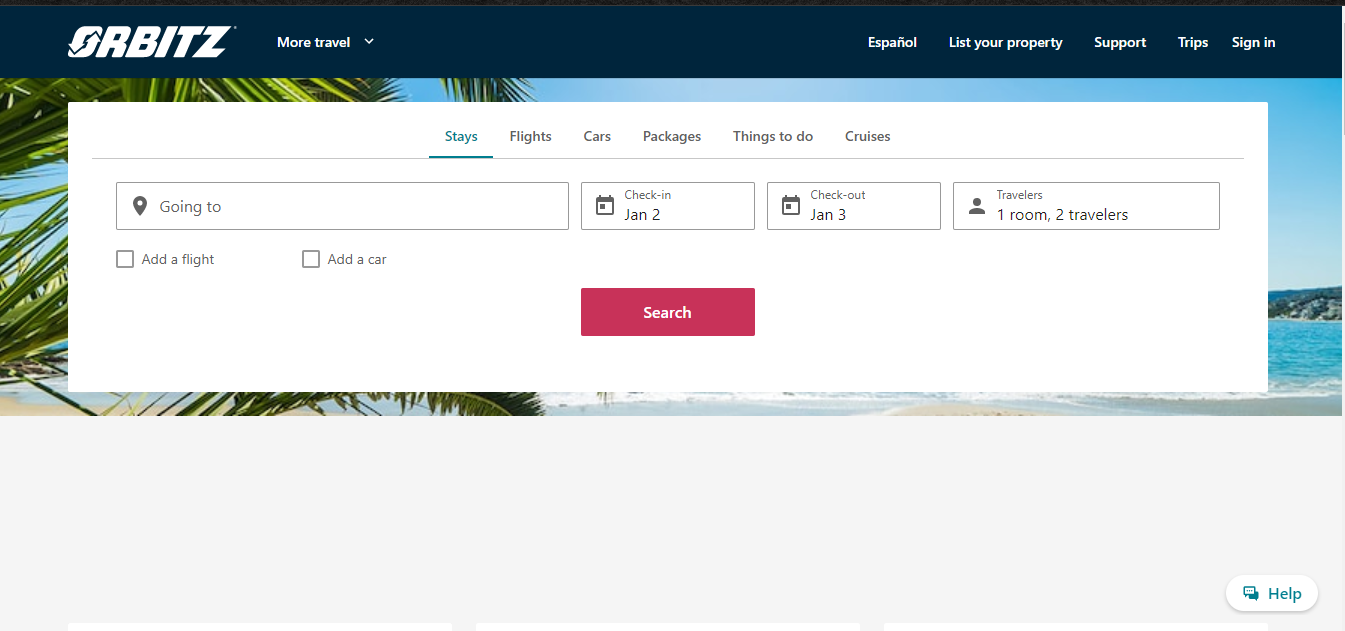 ORBITZ
More travel
Español
List your property
Support
Trips
Sign in
Stays
Flights
Cars
Packages
Things to do
Cruises
Going to
Check-in
Jan 2
Check-out
Jan 3
Travelers
1 room, 2 travelers
Add a flight
Add a car
Search
Help